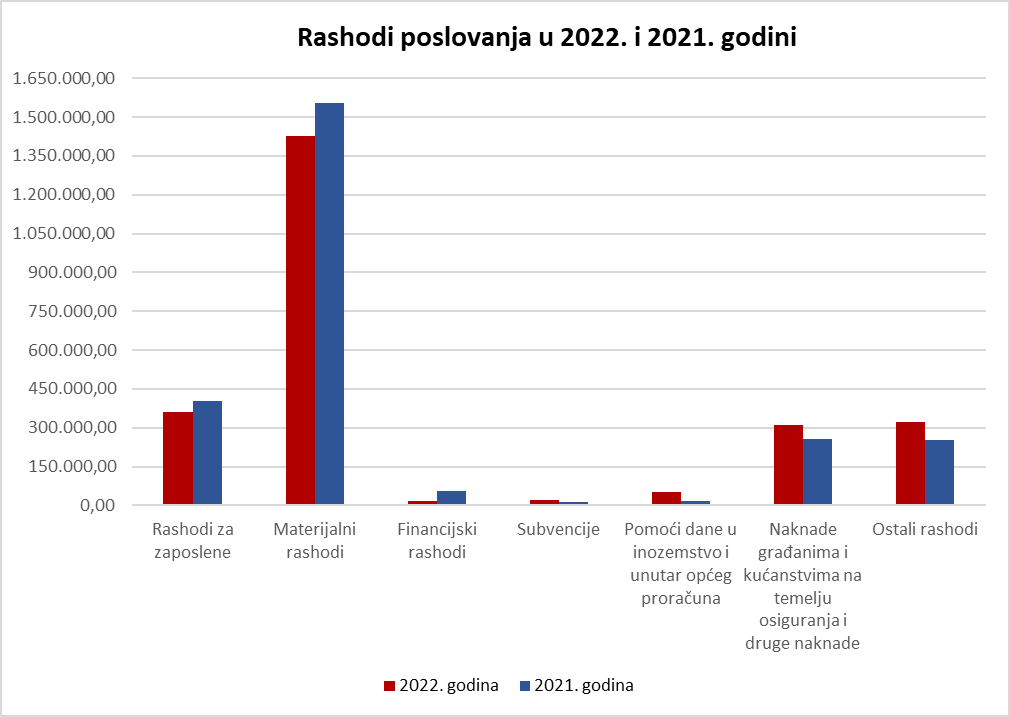 Rashodi poslovanja u 2022. i 2021. godini
1.650.000,00
1.500.000,00
1.350.000,00
1.200.000,00
1.050.000,00
900.000,00
750.000,00
600.000,00
450.000,00
300.000,00
150.000,00
0,00
Rashodi za
zaposlene
Materijalni
rashodi
Financijski
rashodi
Subvencije
Pomoći dane u
inozemstvo i
unutar općeg
proračuna
Naknade
građanima i
kućanstvima na
temelju
osiguranja i
druge naknade
Ostali rashodi
2022. godina
2021. godina